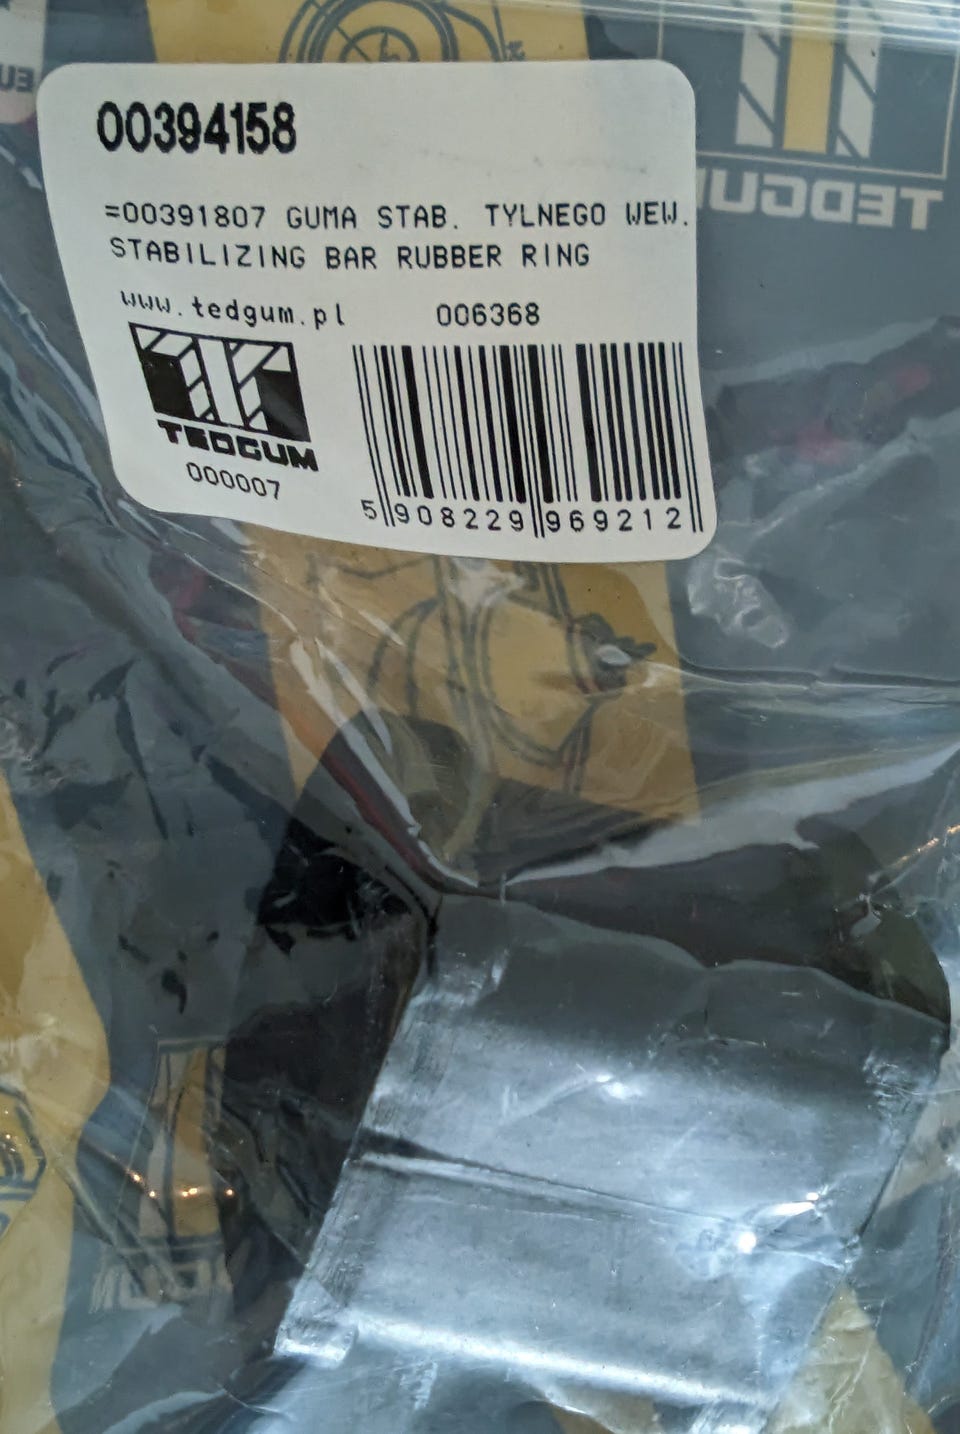 00394158
=00391807 GUMA STAB. TYLNEGO WEW.
STABILIZING BAR RUBBER RING
www.tedgum.pl 006368
TEDGUM
000007
5 908229 969212
TEDGUM
EU